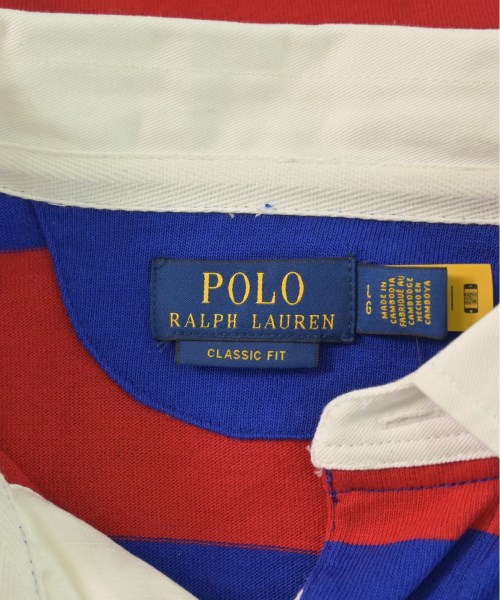 POLO
RALPH LAUREN
CLASSIC FIT
L
G
MADE IN
CAMBODIA
FABRIQUÉ AU
CAMBODGE
HECHO EN
CAMBOYA